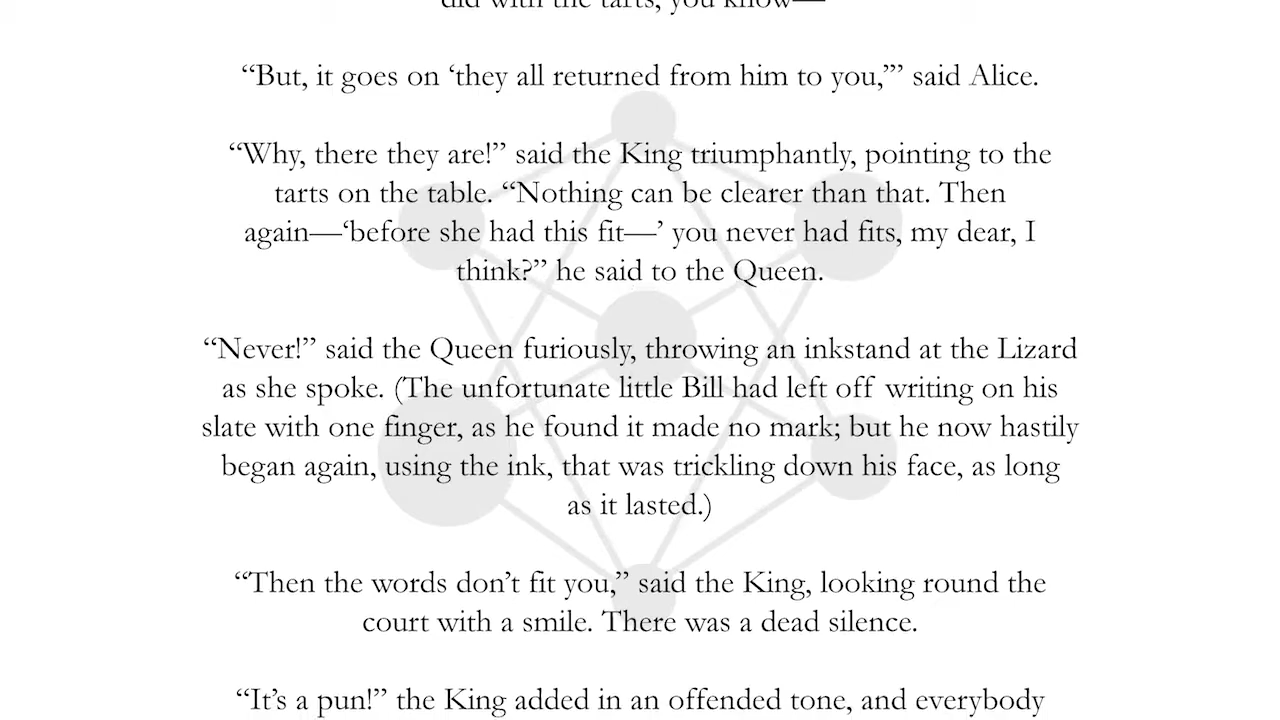 did with the tarts, you know—
“But, it goes on ‘they all returned from him to you,’” said Alice.
“Why, there they are!” said the King triumphantly, pointing to the
tarts on the table. “Nothing can be clearer than that. Then
again—‘before she had this fit—’ you never had fits, my dear, I
think?” he said to the Queen.
“Never!” said the Queen furiously, throwing an inkstand at the Lizard
as she spoke. (The unfortunate little Bill had left off writing on his
slate with one finger, as he found it made no mark; but he now hastily
began again, using the ink, that was trickling down his face, as long
as it lasted.)
“Then the words don’t fit you,” said the King, looking round the
court with a smile. There was a dead silence.
“It’s a pun!” the King added in an offended tone, and everybody